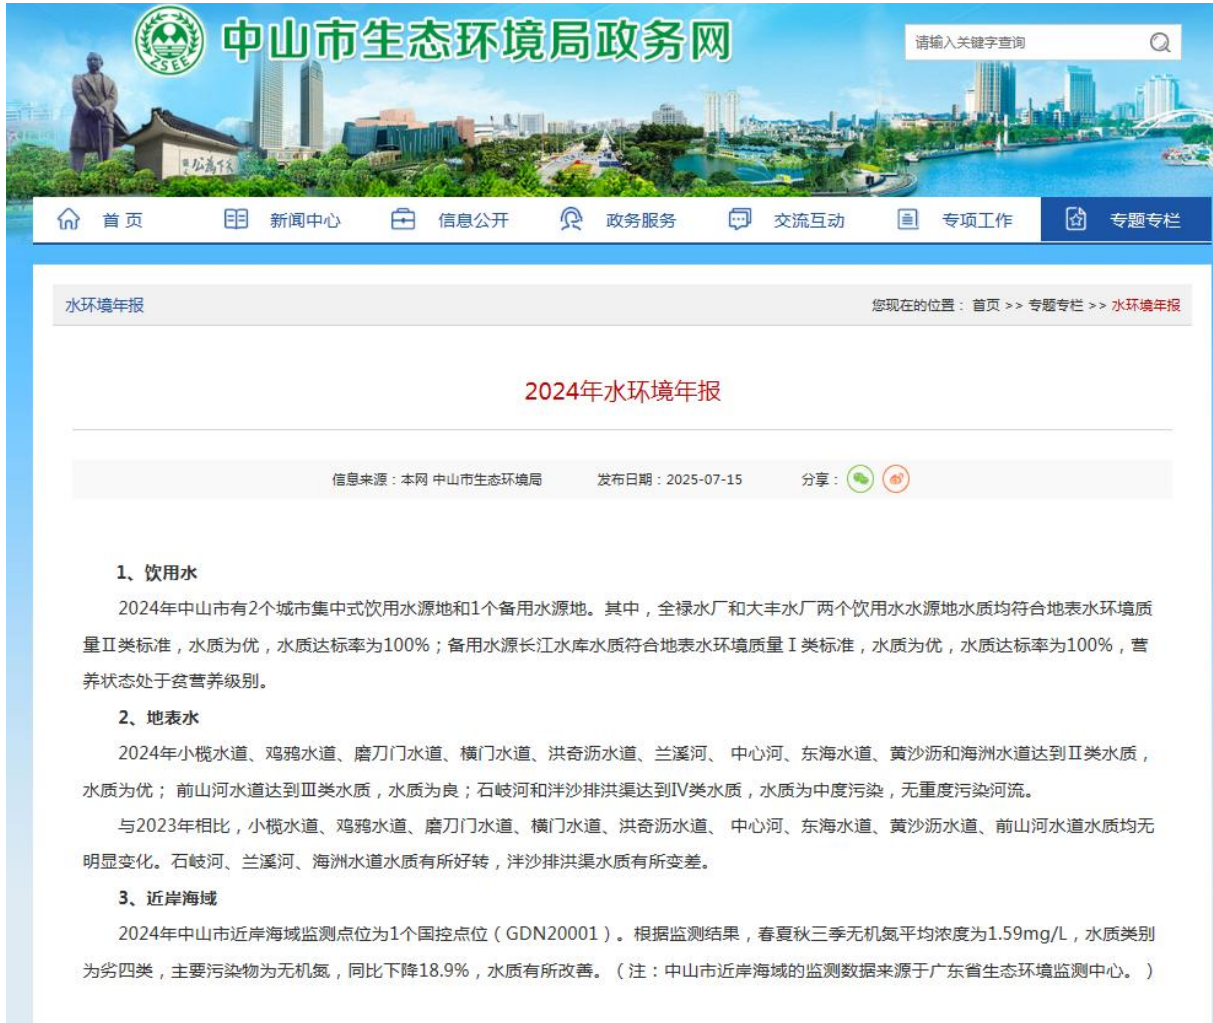 中山市生态环境局政务网
ZSEE
请输入关键字查询
天下為公
首 页
新闻中心
信息公开
政务服务
交流互动
专项工作
专题专栏
水环境年报
您现在的位置： 首页 >> 专题专栏 >> 水环境年报
2024年水环境年报
信息来源：本网 中山市生态环境局
发布日期：2025-07-15
分享：
1、饮用水
2024年中山市有2个城市集中式饮用水源地和1个备用水源地。其中，全禄水厂和大丰水厂两个饮用水水源地水质均符合地表水环境质
量Ⅱ类标准，水质为优，水质达标率为100%；备用水源长江水库水质符合地表水环境质量Ⅰ类标准，水质为优，水质达标率为100%，营
养状态处于贫营养级别。
2、地表水
2024年小榄水道、鸡鸦水道、磨刀门水道、横门水道、洪奇沥水道、兰溪河、 中心河、东海水道、黄沙沥和海洲水道达到Ⅱ类水质，
水质为优； 前山河水道达到Ⅲ类水质，水质为良；石岐河和泮沙排洪渠达到Ⅳ类水质，水质为中度污染，无重度污染河流。
与2023年相比，小榄水道、鸡鸦水道、磨刀门水道、横门水道、洪奇沥水道、 中心河、东海水道、黄沙沥水道、前山河水道水质均无
明显变化。石岐河、兰溪河、海洲水道水质有所好转，泮沙排洪渠水质有所变差。
3、近岸海域
2024年中山市近岸海域监测点位为1个国控点位（GDN20001）。根据监测结果，春夏秋三季无机氮平均浓度为1.59mg/L，水质类别
为劣四类，主要污染物为无机氮，同比下降18.9%，水质有所改善。（注：中山市近岸海域的监测数据来源于广东省生态环境监测中心。）